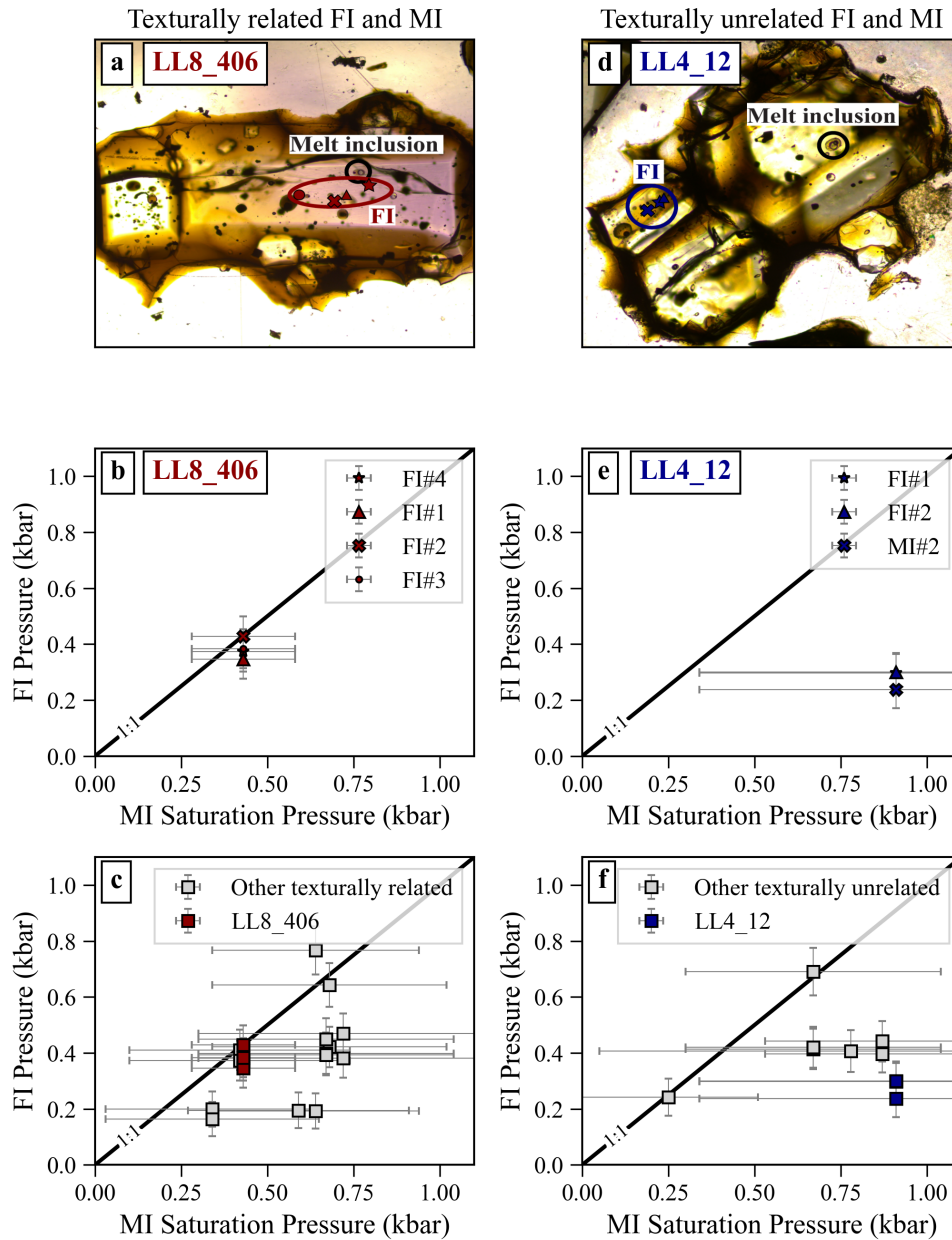 Texturally related FI and MI
Texturally unrelated FI and MI
a
LL8_406
Melt inclusion
FI
d
LL4_12
Melt inclusion
FI
b
LL8_406
FI#4
FI#1
FI#2
FI#3
1:1
1.0
0.8
0.6
0.4
0.2
0.0
FI Pressure (kbar)
0.00
0.25
0.50
0.75
1.00
MI Saturation Pressure (kbar)
e
LL4_12
FI#1
FI#2
MI#2
1:1
1.0
0.8
0.6
0.4
0.2
0.0
FI Pressure (kbar)
0.00
0.25
0.50
0.75
1.00
MI Saturation Pressure (kbar)
c
Other texturally related
LL8_406
1:1
1.0
0.8
0.6
0.4
0.2
0.0
FI Pressure (kbar)
0.00
0.25
0.50
0.75
1.00
MI Saturation Pressure (kbar)
f
Other texturally unrelated
LL4_12
1:1
1.0
0.8
0.6
0.4
0.2
0.0
FI Pressure (kbar)
0.00
0.25
0.50
0.75
1.00
MI Saturation Pressure (kbar)